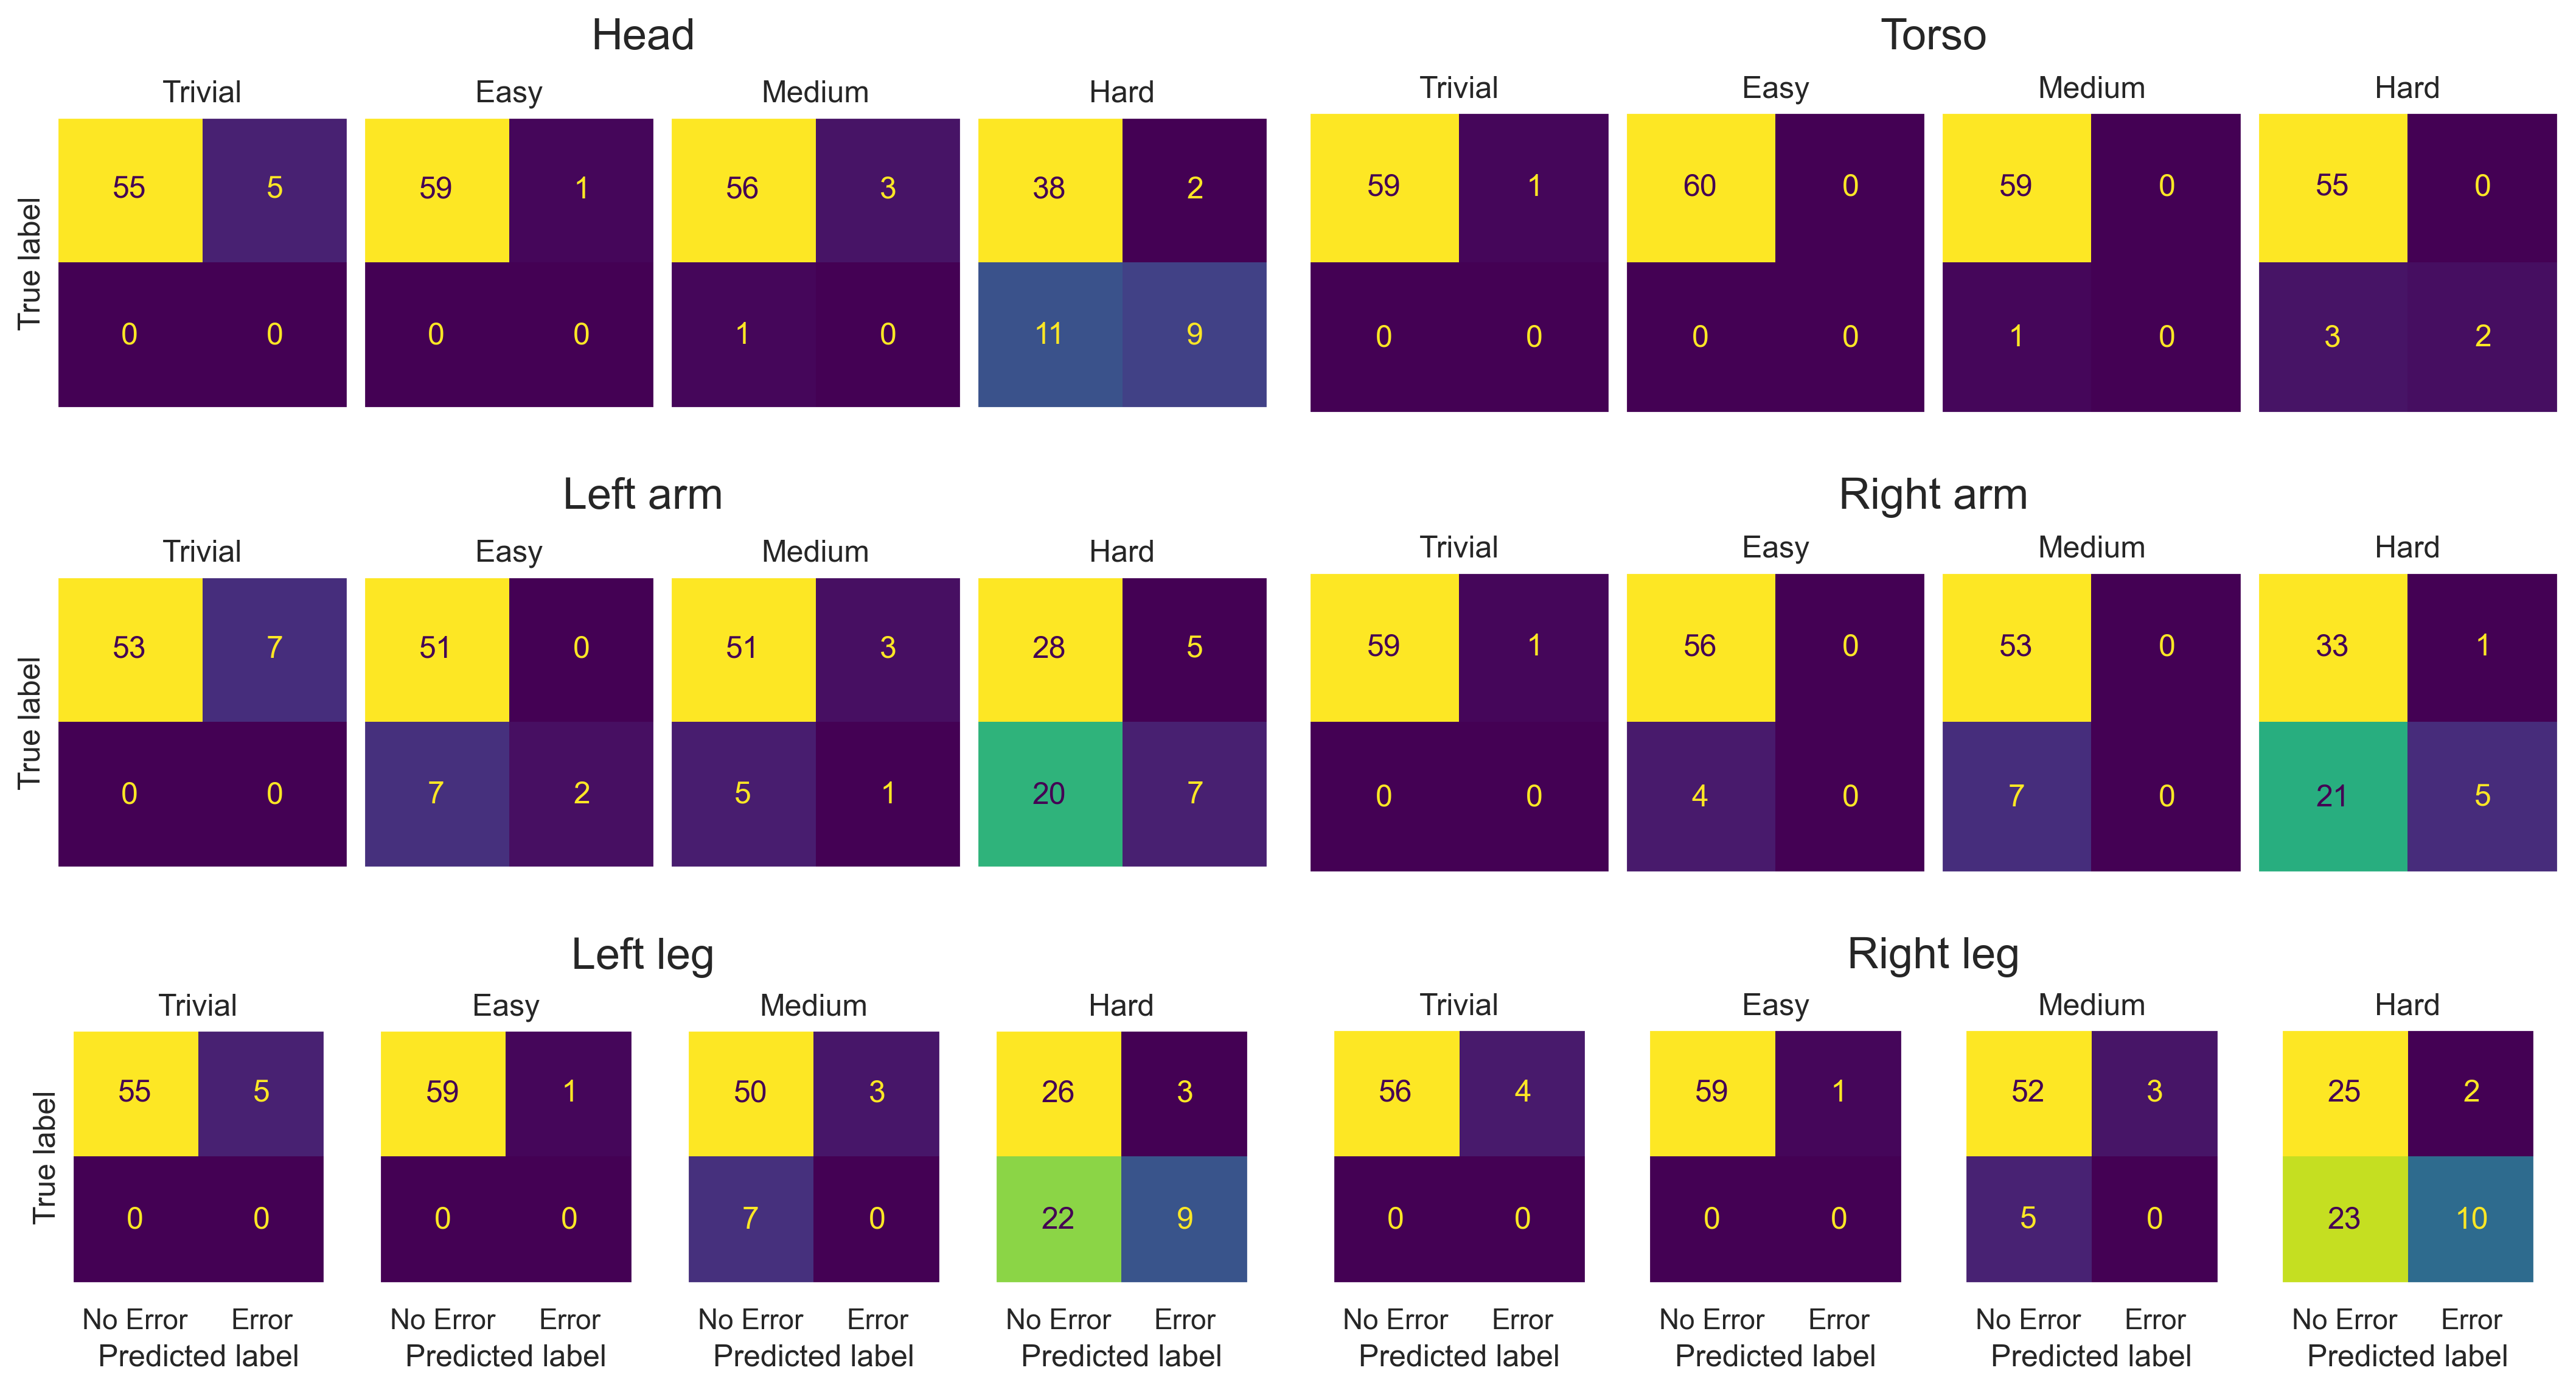 Head
Trivial Easy Medium Hard
True label
55 5 59 1 56 3 38 2
0 0 0 0 1 0 11 9
Torso
Trivial Easy Medium Hard
59 1 60 0 59 0 55 0
0 0 0 0 1 0 3 2
Left arm
Trivial Easy Medium Hard
True label
53 7 51 0 51 3 28 5
0 0 7 2 5 1 20 7
Right arm
Trivial Easy Medium Hard
59 1 56 0 53 0 33 1
0 0 4 0 7 0 21 5
Left leg
Trivial Easy Medium Hard
True label
55 5 59 1 50 3 26 3
0 0 0 0 7 0 22 9
No Error Error No Error Error No Error Error No Error Error
Predicted label Predicted label Predicted label Predicted label
Right leg
Trivial Easy Medium Hard
56 4 59 1 52 3 25 2
0 0 0 0 5 0 23 10
No Error Error No Error Error No Error Error No Error Error
Predicted label Predicted label Predicted label Predicted label